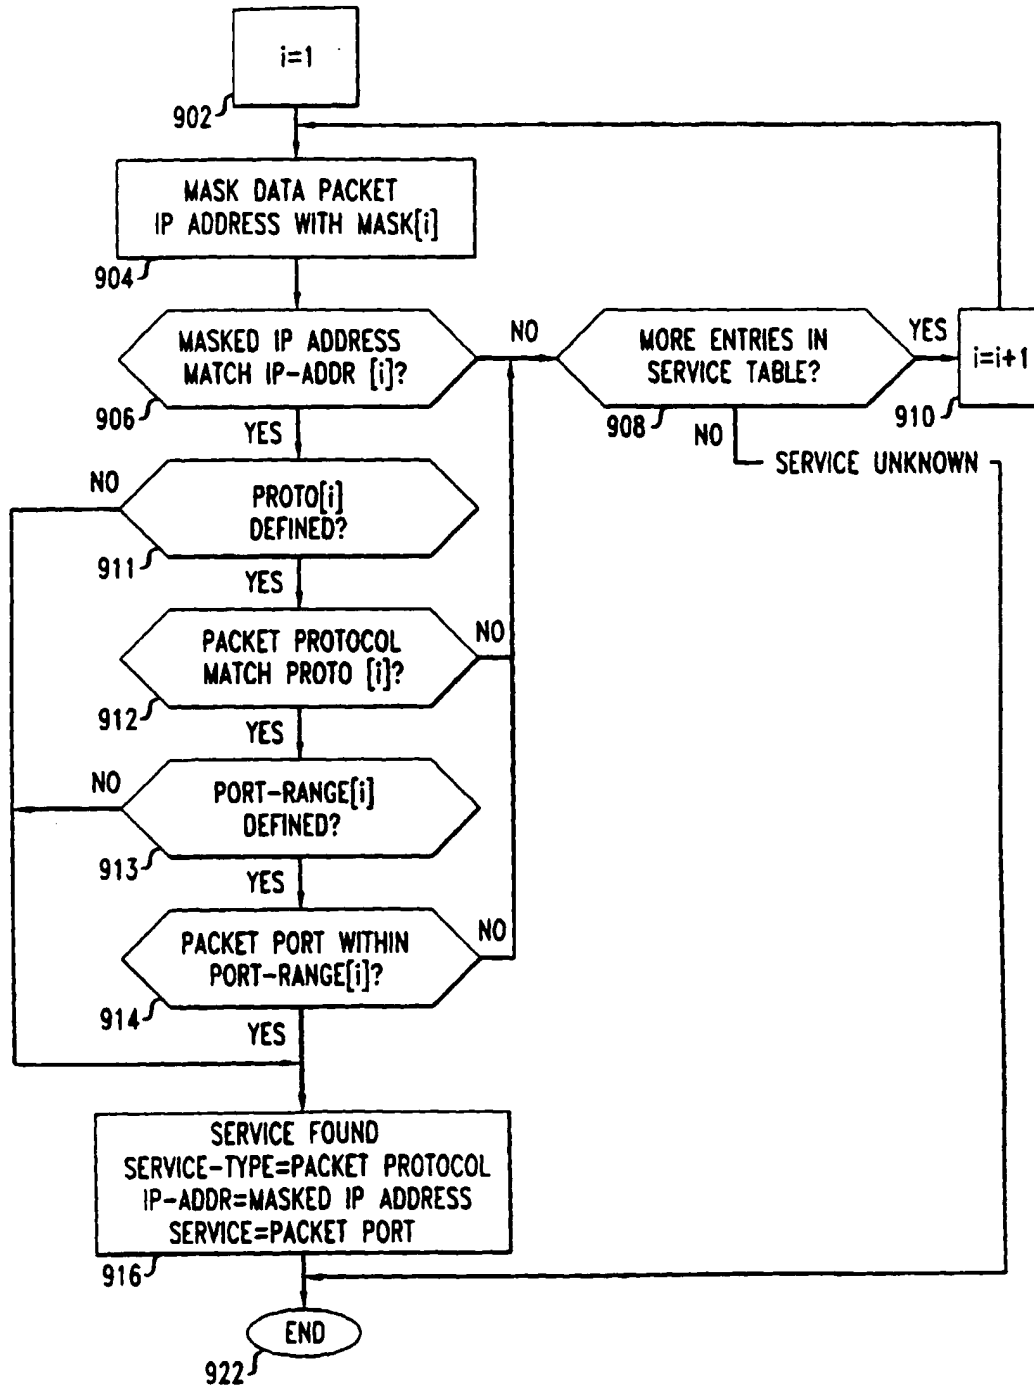 i=1
902
MASK DATA PACKET
IP ADDRESS WITH MASK[i]
904
MASKED IP ADDRESS
MATCH IP-ADDR [i]?
906
NO
MORE ENTRIES IN
SERVICE TABLE?
908
YES
i=i+1
910
NO
SERVICE UNKNOWN
YES
PROTO[i]
DEFINED?
911
NO
YES
PACKET PROTOCOL
MATCH PROTO [i]?
912
NO
YES
PORT-RANGE[i]
DEFINED?
913
NO
YES
PACKET PORT WITHIN
PORT-RANGE[i]?
914
NO
YES
SERVICE FOUND
SERVICE-TYPE=PACKET PROTOCOL
IP-ADDR=MASKED IP ADDRESS
SERVICE=PACKET PORT
916
END
922